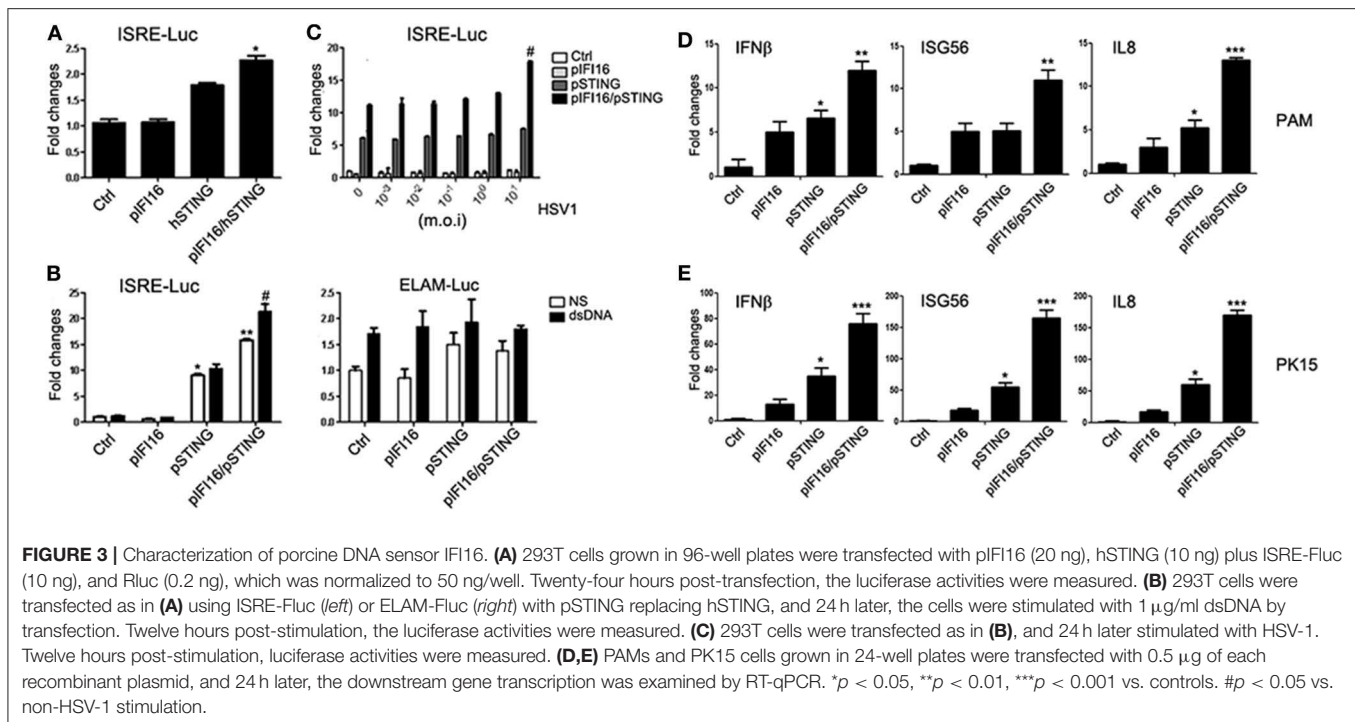 A
ISRE-Luc
Fold changes
2.5
2.0
1.5
1.0
0.5
0.0
*
Ctrl
pIFI16
hSTING
pIFI16/hSTING
C
ISRE-Luc
Fold changes
20
15
10
5
0
#
Ctrl
pIFI16
pSTING
pIFI16/pSTING
0
10-3
10-2
10-1
100
101
HSV1
(m.o.i)
D
IFNβ
Fold changes
15
10
5
0
*
**
Ctrl
pIFI16
pSTING
pIFI16/pSTING
ISG56
15
10
5
0
**
Ctrl
pIFI16
pSTING
pIFI16/pSTING
IL8
15
10
5
0
*
***
Ctrl
pIFI16
pSTING
pIFI16/pSTING
PAM
B
ISRE-Luc
Fold changes
25
20
15
10
5
0
*
**
#
Ctrl
pIFI16
pSTING
pIFI16/pSTING
ELAM-Luc
2.5
2.0
1.5
1.0
0.5
0.0
NS
dsDNA
Ctrl
pIFI16
pSTING
pIFI16/pSTING
E
IFNβ
Fold changes
100
80
60
40
20
0
*
***
Ctrl
pIFI16
pSTING
pIFI16/pSTING
ISG56
200
150
100
50
0
*
***
Ctrl
pIFI16
pSTING
pIFI16/pSTING
IL8
200
150
100
50
0
*
***
Ctrl
pIFI16
pSTING
pIFI16/pSTING
PK15
FIGURE 3 | Characterization of porcine DNA sensor IFI16. (A) 293T cells grown in 96-well plates were transfected with pIFI16 (20 ng), hSTING (10 ng) plus ISRE-Fluc
(10 ng), and Rluc (0.2 ng), which was normalized to 50 ng/well. Twenty-four hours post-transfection, the luciferase activities were measured. (B) 293T cells were
transfected as in (A) using ISRE-Fluc (left) or ELAM-Fluc (right) with pSTING replacing hSTING, and 24 h later, the cells were stimulated with 1 μg/ml dsDNA by
transfection. Twelve hours post-stimulation, the luciferase activities were measured. (C) 293T cells were transfected as in (B), and 24 h later stimulated with HSV-1.
Twelve hours post-stimulation, luciferase activities were measured. (D,E) PAMs and PK15 cells grown in 24-well plates were transfected with 0.5 μg of each
recombinant plasmid, and 24 h later, the downstream gene transcription was examined by RT-qPCR. *p < 0.05, **p < 0.01, ***p < 0.001 vs. controls. #p < 0.05 vs.
non-HSV-1 stimulation.